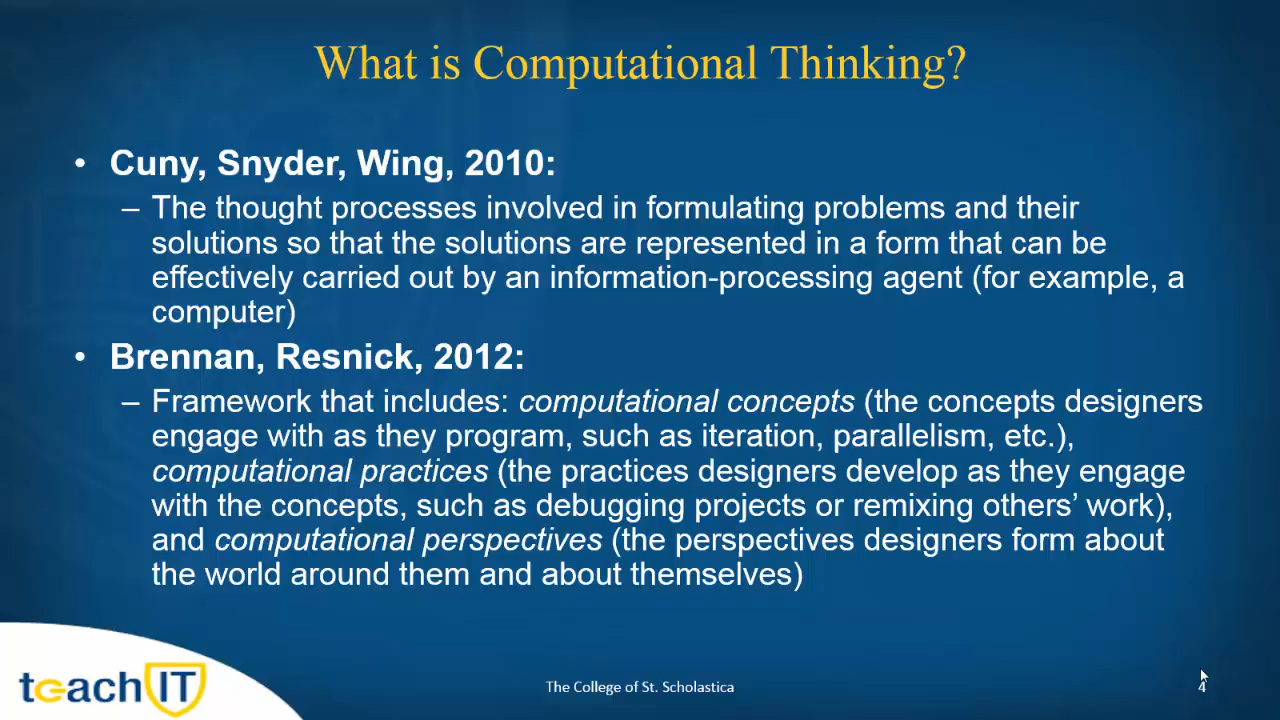 What is Computational Thinking?
• Cuny, Snyder, Wing, 2010:
– The thought processes involved in formulating problems and their
solutions so that the solutions are represented in a form that can be
effectively carried out by an information-processing agent (for example, a
computer)
• Brennan, Resnick, 2012:
– Framework that includes: computational concepts (the concepts designers
engage with as they program, such as iteration, parallelism, etc.),
computational practices (the practices designers develop as they engage
with the concepts, such as debugging projects or remixing others’ work),
and computational perspectives (the perspectives designers form about
the world around them and about themselves)
teachIT
The College of St. Scholastica
4